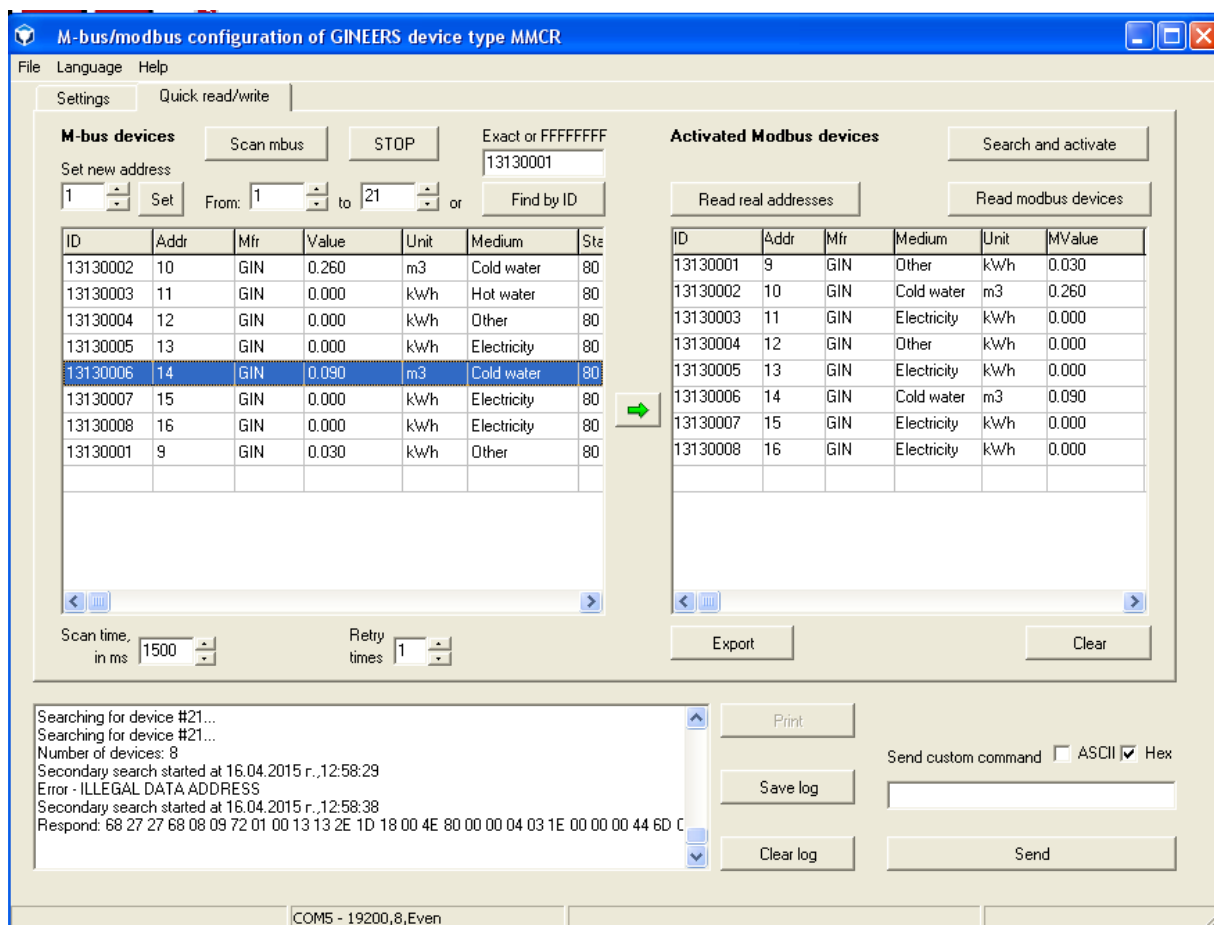 M-bus/modbus configuration of GINEERS device type MMCR
File Language Help
Settings Quick read/write
M-bus devices Scan mbus STOP Exact or FFFFFFFF Activated Modbus devices Search and activate
13130001
Set new address
1 Set From: 1 to 21 or Find by ID Read real addresses Read modbus devices
ID Addr Mfr Value Unit Medium Sta
13130002 10 GIN 0.260 m3 Cold water 80
13130003 11 GIN 0.000 kWh Hot water 80
13130004 12 GIN 0.000 kWh Other 80
13130005 13 GIN 0.000 kWh Electricity 80
13130006 14 GIN 0.090 m3 Cold water 80
13130007 15 GIN 0.000 kWh Electricity 80
13130008 16 GIN 0.000 kWh Electricity 80
13130001 9 GIN 0.030 kWh Other 80
ID Addr Mfr Medium Unit MValue
13130001 9 GIN Other kWh 0.030
13130002 10 GIN Cold water m3 0.260
13130003 11 GIN Electricity kWh 0.000
13130004 12 GIN Other kWh 0.000
13130005 13 GIN Electricity kWh 0.000
13130006 14 GIN Cold water m3 0.090
13130007 15 GIN Electricity kWh 0.000
13130008 16 GIN Electricity kWh 0.000
Scan time,
in ms 1500
Retry
times 1
Export Clear
Searching for device #21...
Searching for device #21...
Number of devices: 8
Secondary search started at 16.04.2015 г.,12:58:29
Error - ILLEGAL DATA ADDRESS
Secondary search started at 16.04.2015 г.,12:58:38
Respond: 68 27 27 68 08 09 72 01 00 13 13 2E 1D 18 00 4E 80 00 00 04 03 1E 00 00 00 44 6D
Print
Save log
Clear log
Send custom command ASCII Hex
Send
COM5 - 19200,8,Even